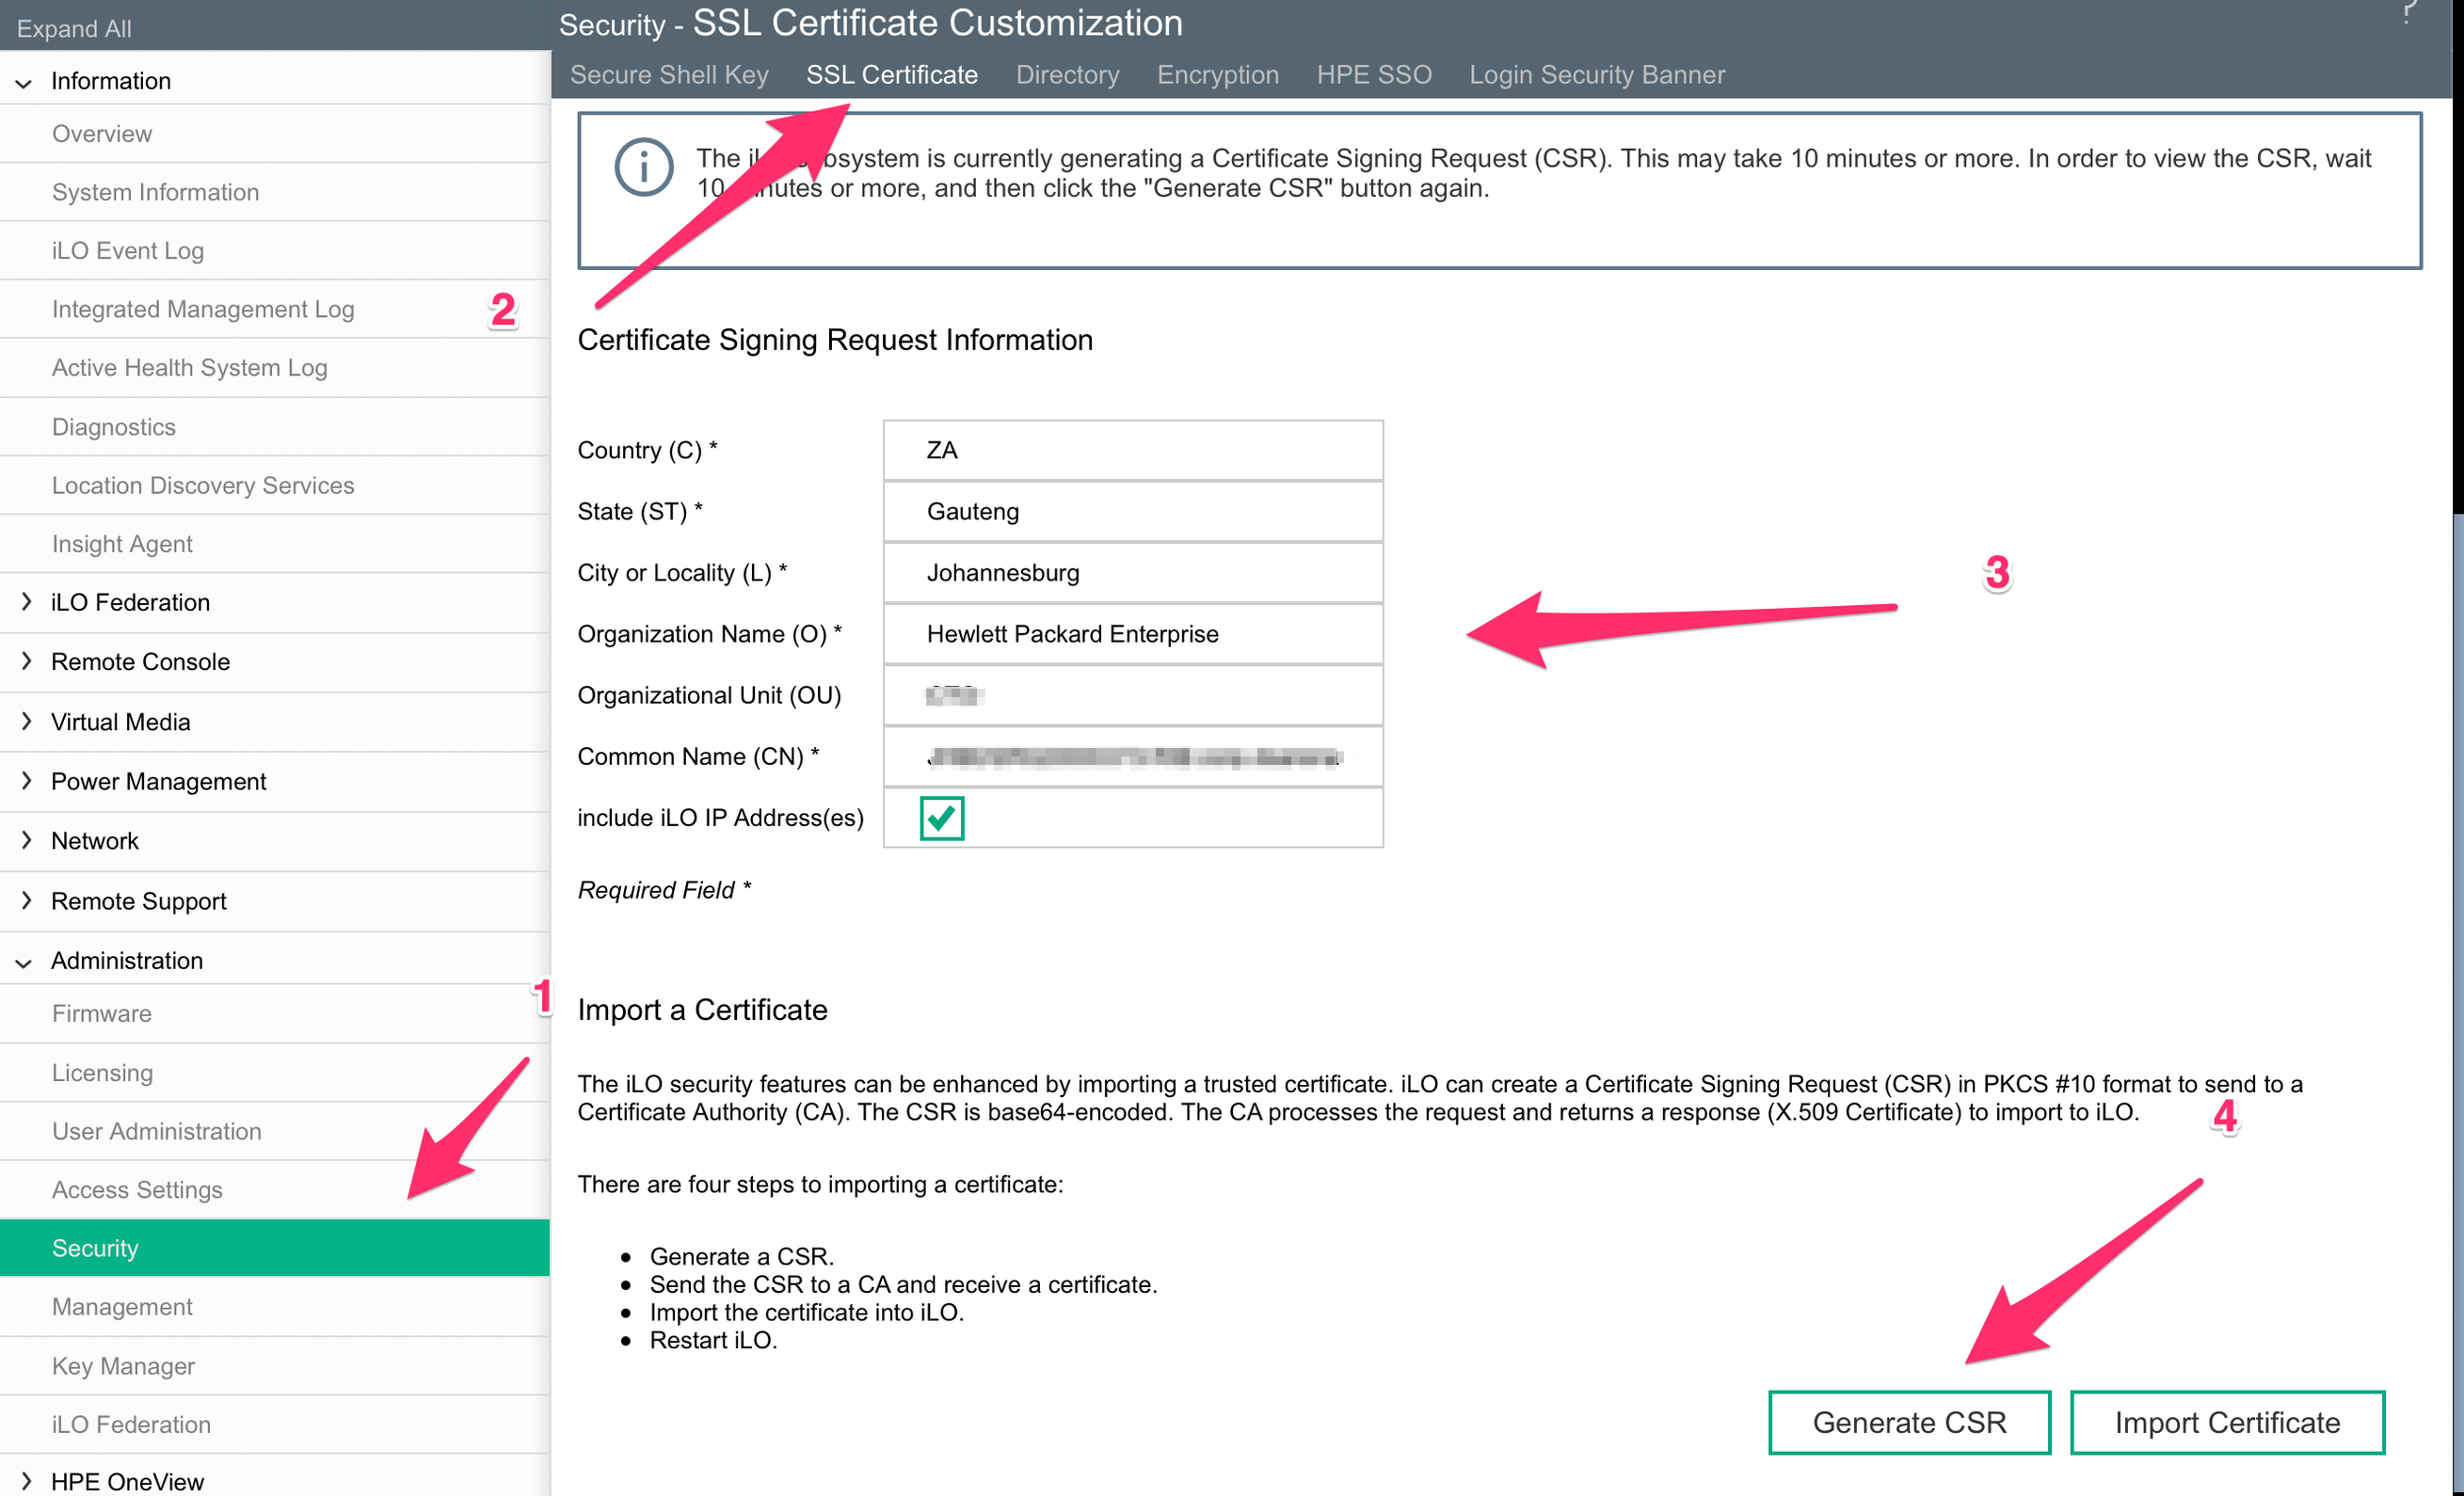 Expand All
Information
Overview
System Information
iLO Event Log
Integrated Management Log
2
Active Health System Log
Diagnostics
Location Discovery Services
Insight Agent
iLO Federation
Remote Console
Virtual Media
Power Management
Network
Remote Support
Administration
1
Firmware
Licensing
User Administration
Access Settings
Security
Management
Key Manager
iLO Federation
HPE OneView
Security - SSL Certificate Customization
?
Secure Shell Key SSL Certificate Directory Encryption HPE SSO Login Security Banner
The bsystem is currently generating a Certificate Signing Request (CSR). This may take 10 minutes or more. In order to view the CSR, wait
10 nutes or more, and then click the "Generate CSR" button again.
Certificate Signing Request Information
Country (C) * ZA
State (ST) * Gauteng
City or Locality (L) * Johannesburg
3
Organization Name (O) * Hewlett Packard Enterprise
Organizational Unit (OU)
Common Name (CN) *
include iLO IP Address(es)
Required Field *
Import a Certificate
The iLO security features can be enhanced by importing a trusted certificate. iLO can create a Certificate Signing Request (CSR) in PKCS #10 format to send to a
Certificate Authority (CA). The CSR is base64-encoded. The CA processes the request and returns a response (X.509 Certificate) to import to iLO.
4
There are four steps to importing a certificate:
Generate a CSR.
Send the CSR to a CA and receive a certificate.
Import the certificate into iLO.
Restart iLO.
Generate CSR
Import Certificate